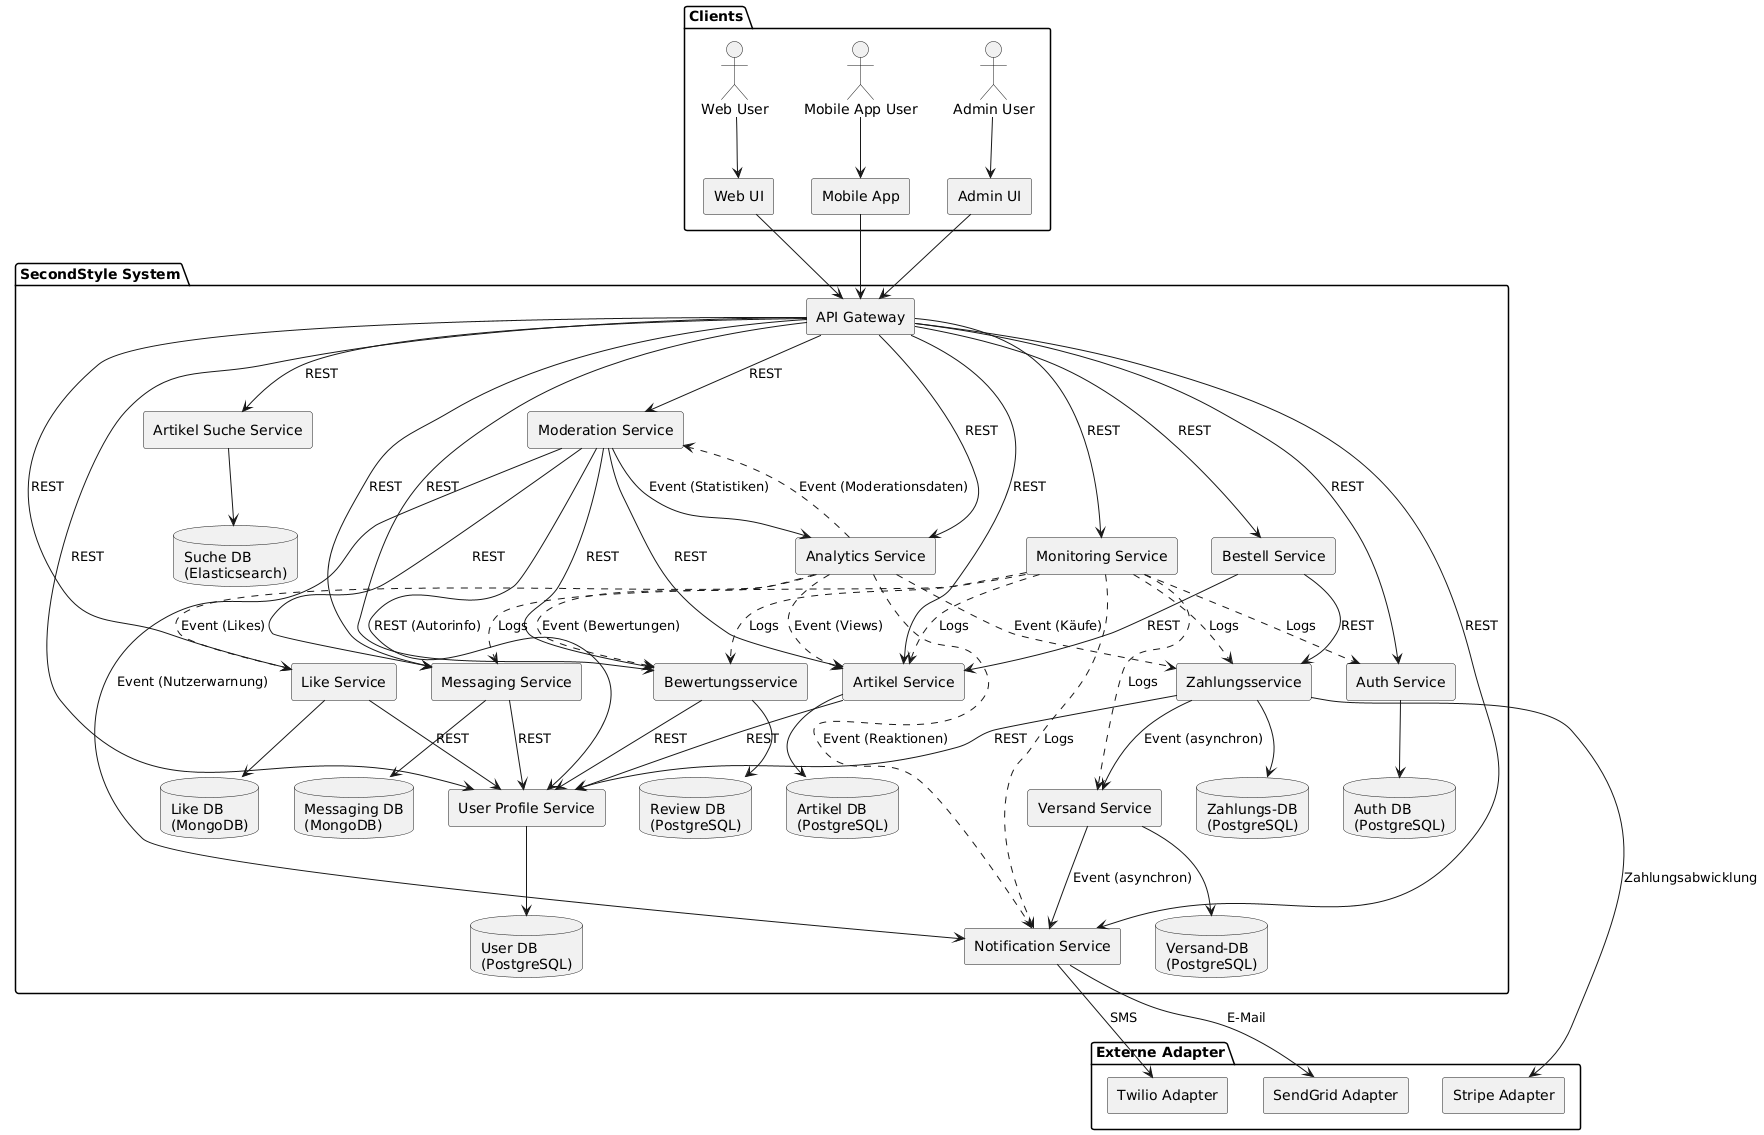 Clients
Web User
Mobile App User
Admin User
Web UI
Mobile App
Admin UI
SecondStyle System
API Gateway
REST
REST
Artikel Suche Service
Moderation Service
REST
REST
REST
REST
REST
REST
REST
REST
Event (Statistiken)
Event (Moderationsdaten)
Suche DB
(Elasticsearch)
REST
REST
REST
REST
Analytics Service
Monitoring Service
Bestell Service
Event (Likes)
REST (Autorinfo)
Logs
Event (Bewertungen)
Logs
Event (Views)
Logs
Event (Käufe)
REST
Logs
Logs
REST
REST
Event (Nutzerwarnung)
Like Service
Messaging Service
Bewertungsservice
Artikel Service
Logs
Zahlungsservice
Auth Service
REST
REST
REST
REST
Event (Reaktionen)
REST
Logs
Event (asynchron)
Like DB
(MongoDB)
Messaging DB
(MongoDB)
User Profile Service
Review DB
(PostgreSQL)
Artikel DB
(PostgreSQL)
Versand Service
Zahlungs-DB
(PostgreSQL)
Auth DB
(PostgreSQL)
Event (asynchron)
Zahlungsabwicklung
User DB
(PostgreSQL)
Notification Service
Versand-DB
(PostgreSQL)
SMS
E-Mail
Externe Adapter
Twilio Adapter
SendGrid Adapter
Stripe Adapter